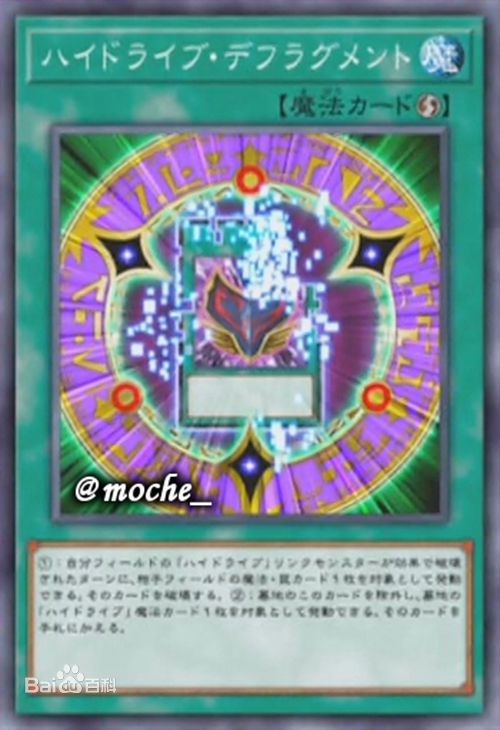 ハイドライブ・デフラグメント 魔
【魔法カード】
@moche_
①:自分フィールドの「ハイドライブ」リンクモンスターが効果で破壊
されたターンに、相手フィールドの魔法・罠カード1枚を対象として発動
できる。そのカードを破壊する。②:墓地のこのカードを除外し、墓地の
「ハイドライブ」魔法カード1枚を対象として発動できる。そのカードを
手札に加える。
Bai du 百科